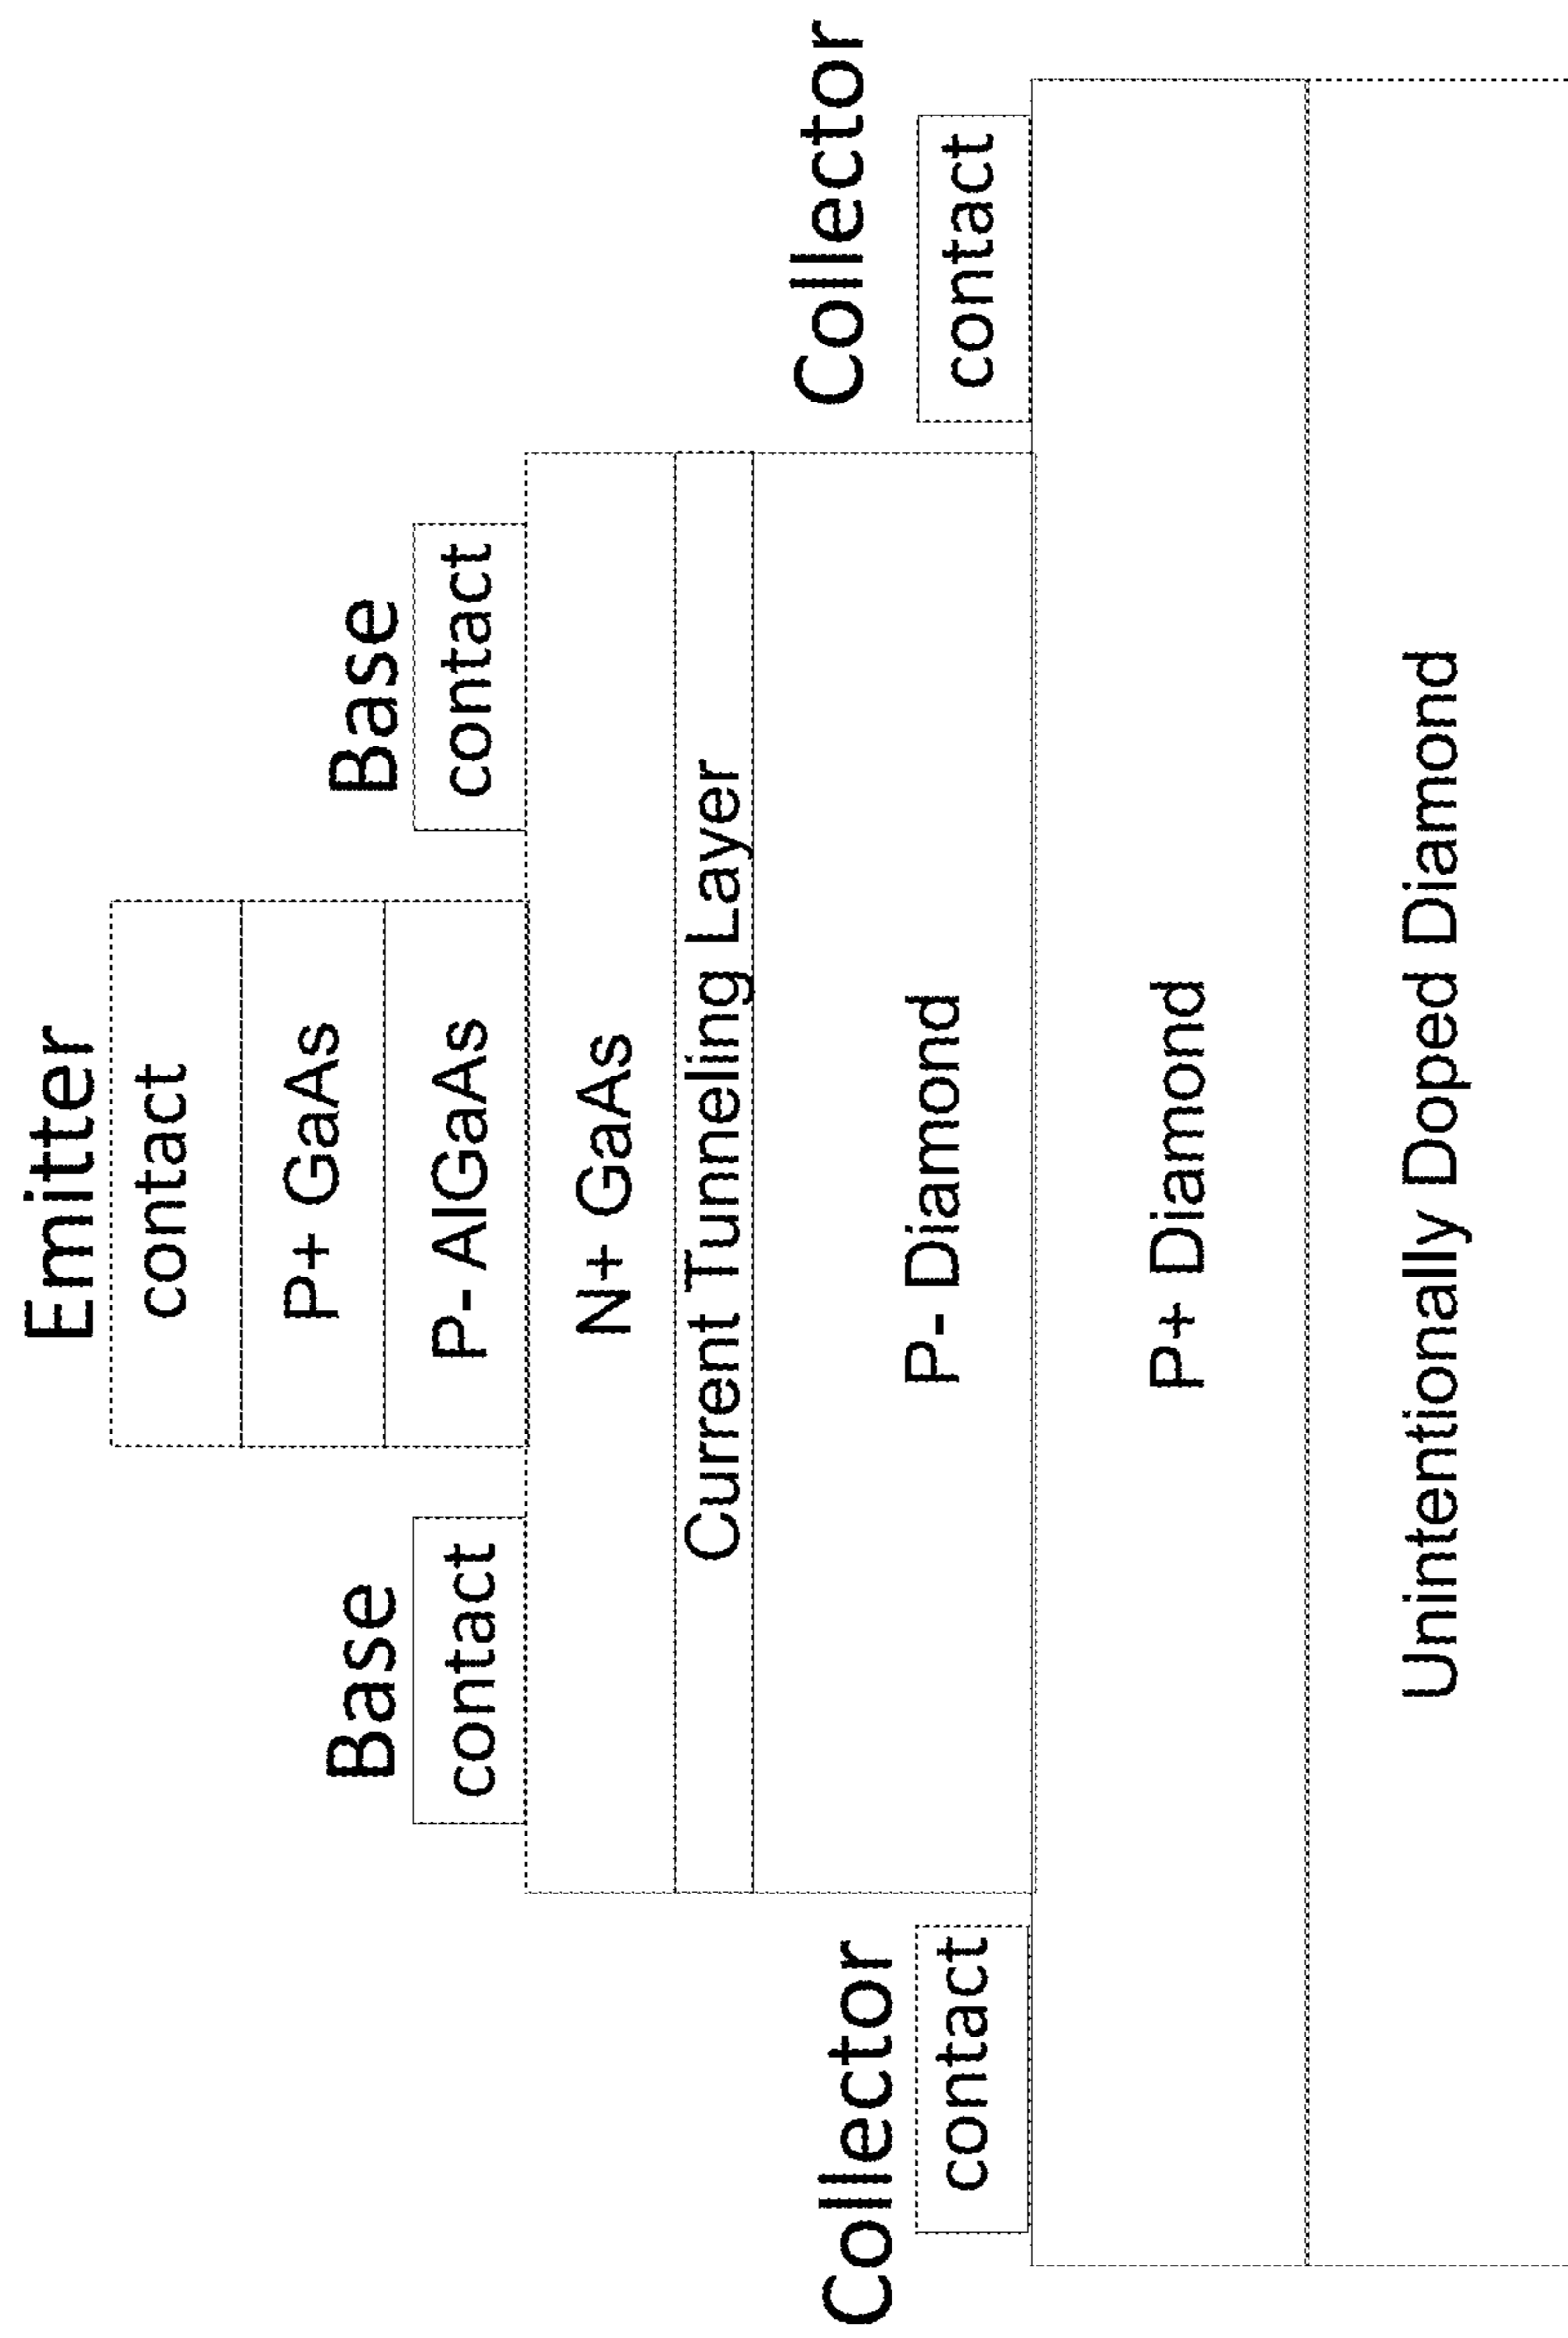 Emitter
contact
P+ GaAs
Base
Base
P- AlGaAs
contact
contact
N+ GaAs
Current Tunneling Layer
Collector
Collector
P- Diamond
contact
contact
P+ Diamond
Unintentionally Doped Diamond